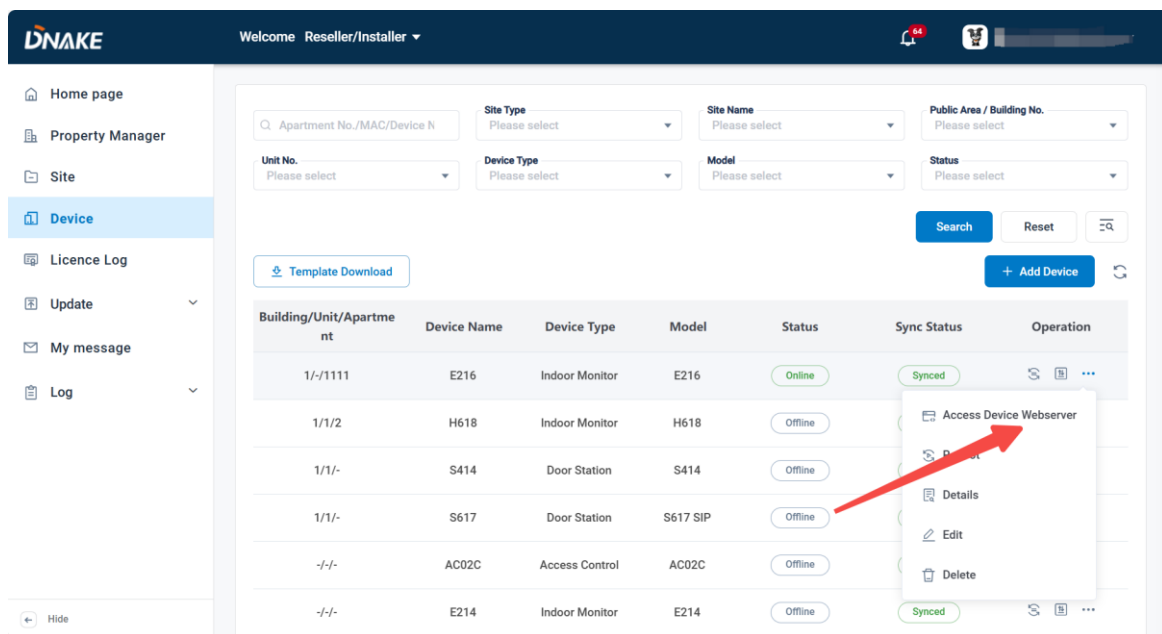 DNAKE
Welcome Reseller/Installer
64
Home page
Property Manager
Site
Device
Licence Log
Update
My message
Log
Hide
Apartment No./MAC/Device N
Site Type
Please select
Site Name
Please select
Public Area / Building No.
Please select
Unit No.
Please select
Device Type
Please select
Model
Please select
Status
Please select
Search
Reset
Template Download
+ Add Device
Building/Unit/Apartme
nt
Device Name
Device Type
Model
Status
Sync Status
Operation
1/-/1111 E216 Indoor Monitor E216 Online Synced
1/1/2 H618 Indoor Monitor H618 Offline
1/1/- S414 Door Station S414 Offline
1/1/- S617 Door Station S617 SIP Offline
-/-/- AC02C Access Control AC02C Offline
-/-/- E214 Indoor Monitor E214 Offline Synced
Access Device Webserver
Details
Edit
Delete